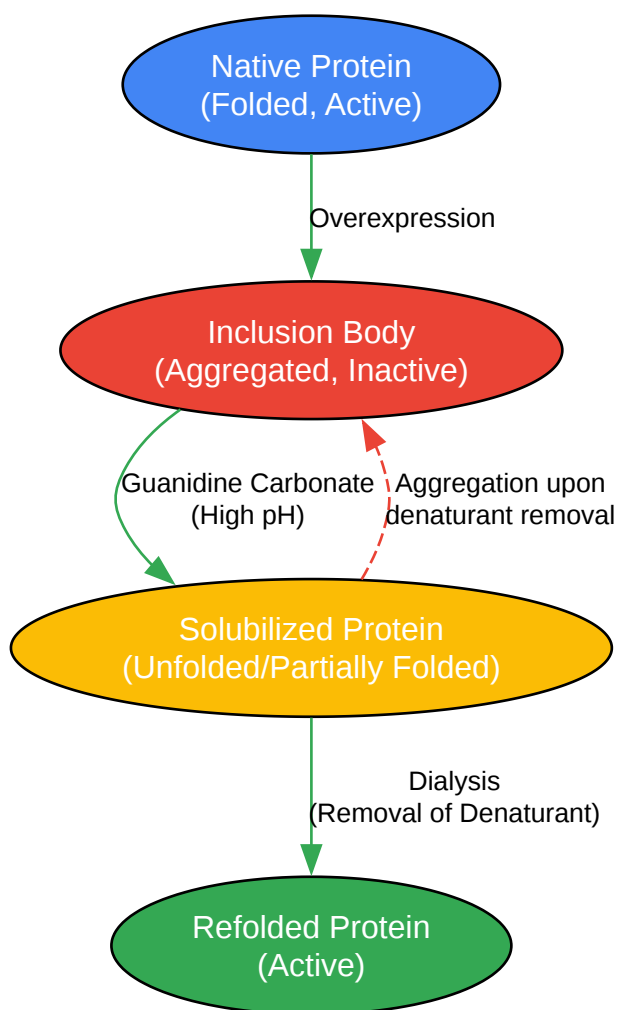 Native Protein
(Folded, Active)
Overexpression
Inclusion Body
(Aggregated, Inactive)
Guanidine Carbonate
(High pH)
Aggregation upon
denaturant removal
Solubilized Protein
(Unfolded/Partially Folded)
Dialysis
(Removal of Denaturant)
Refolded Protein
(Active)